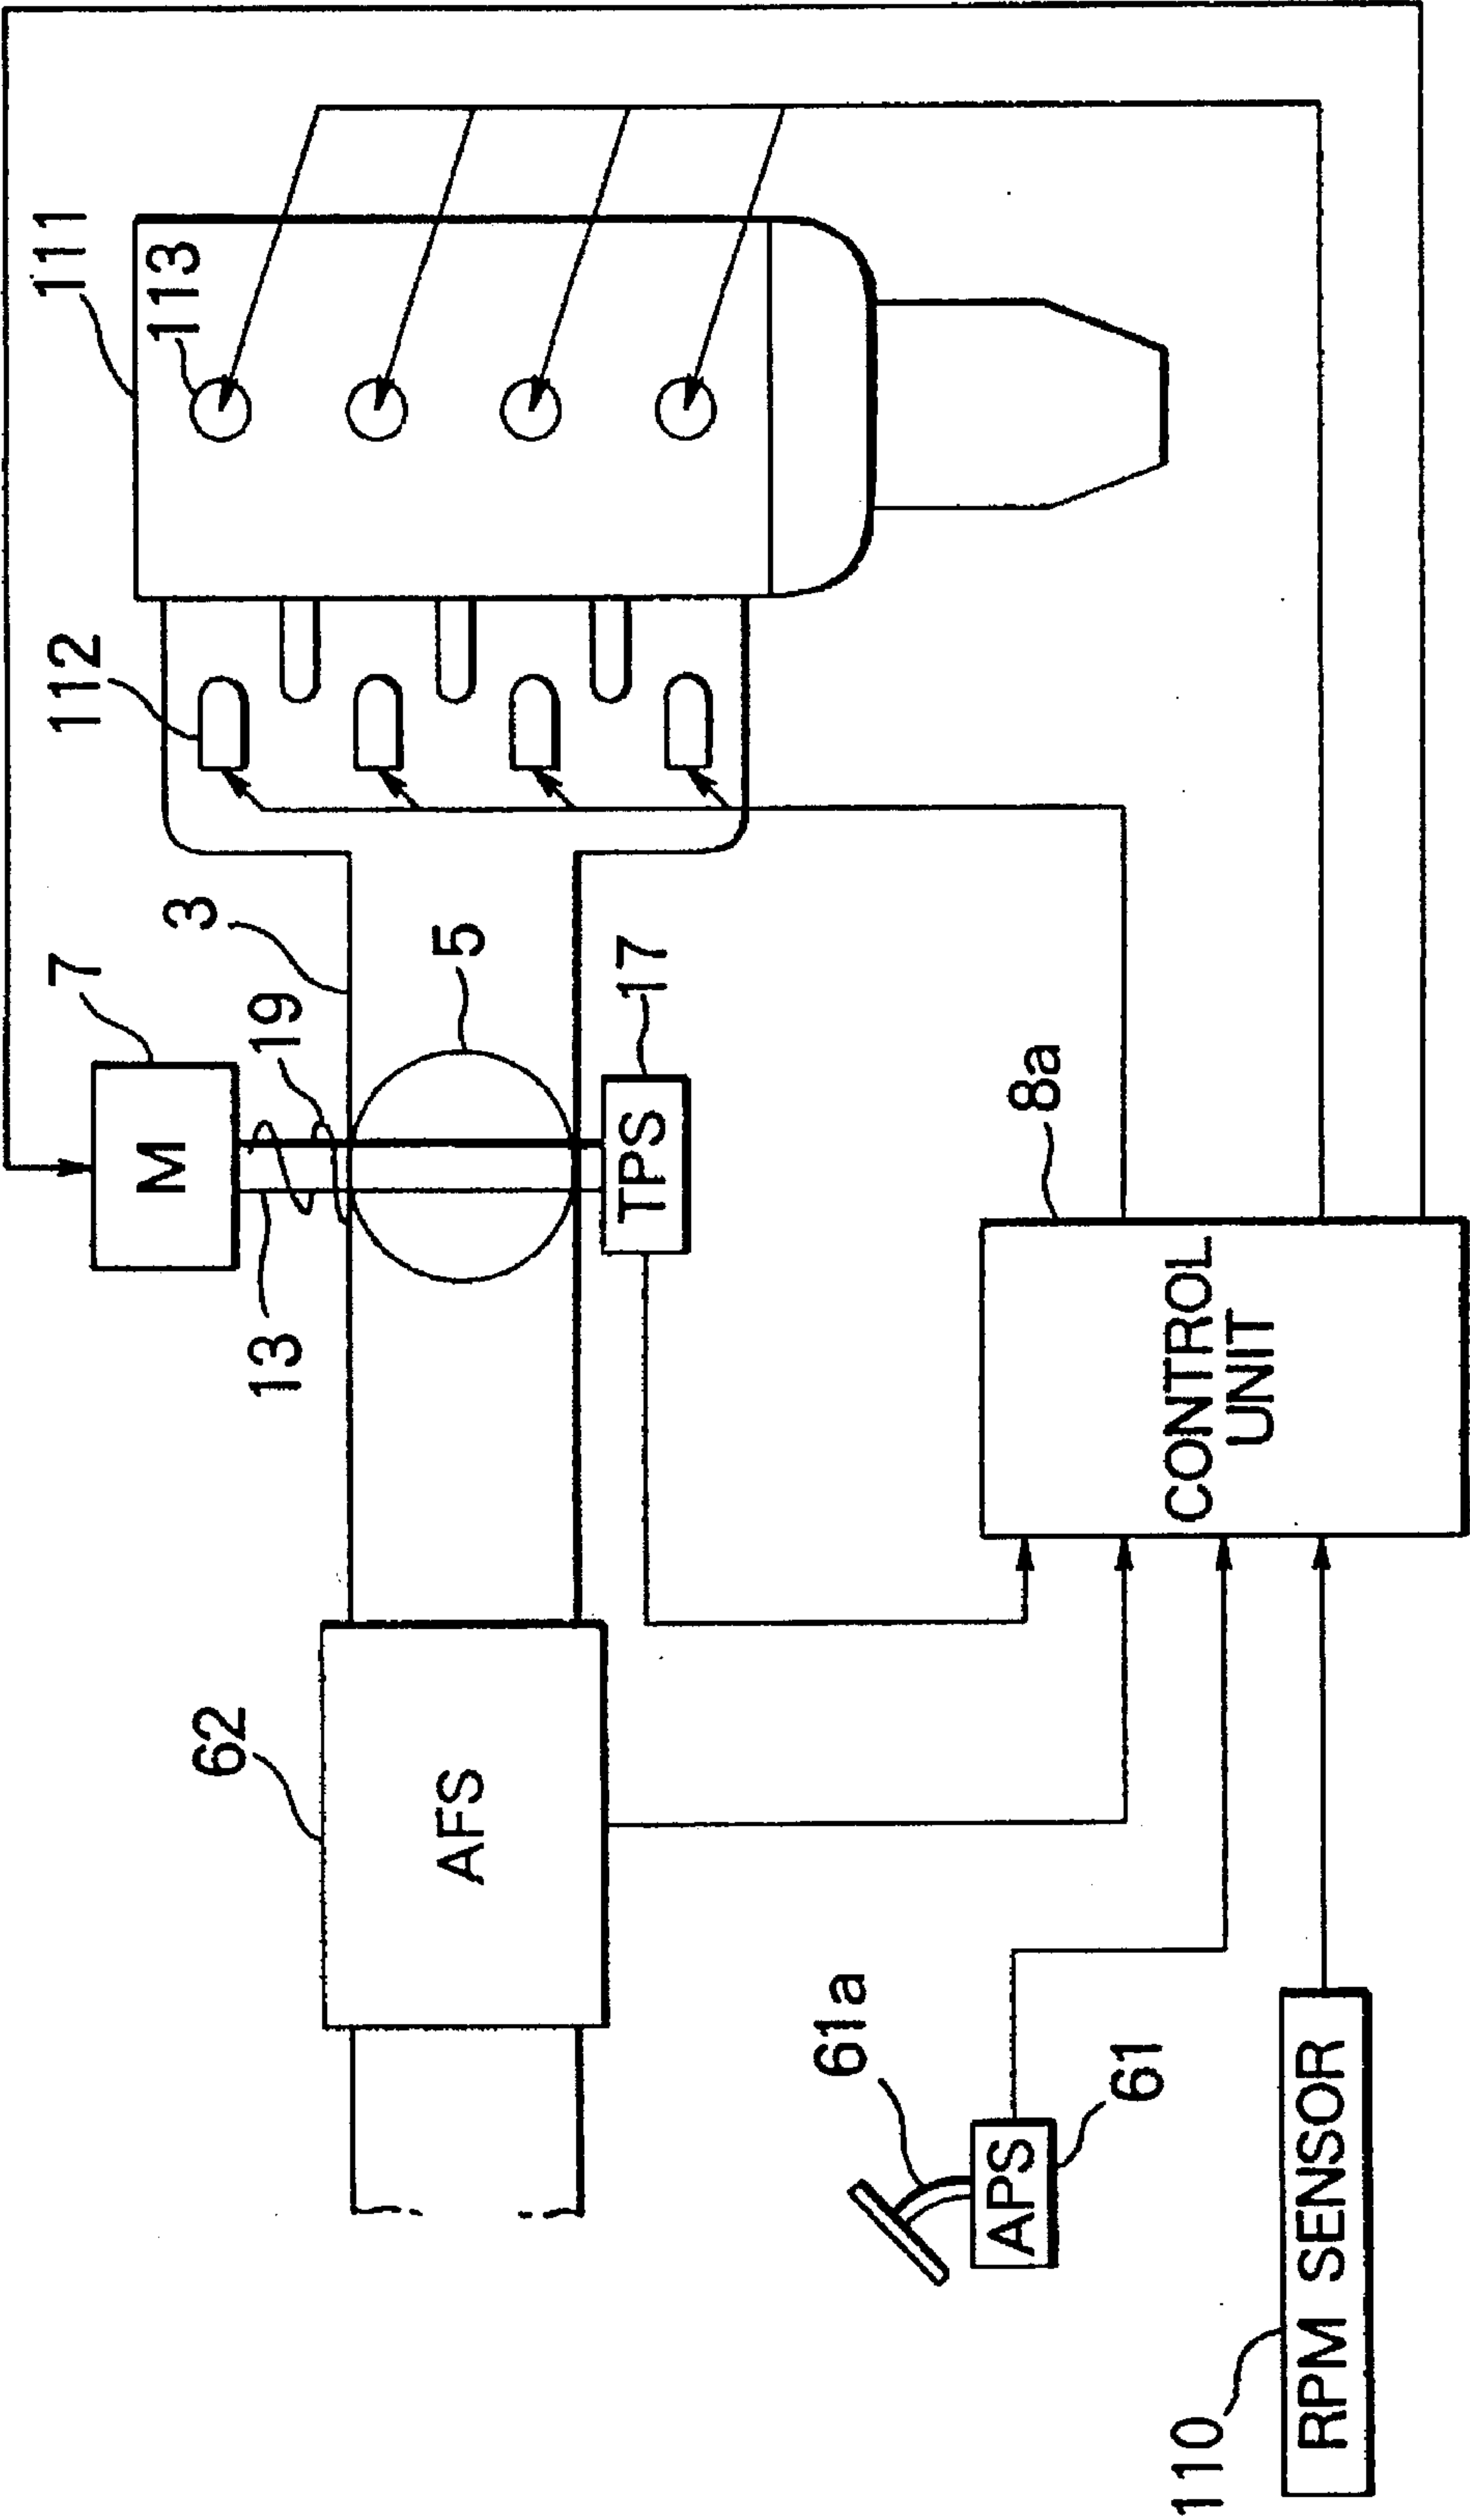 111
113
112
7
3
19
5
17
M
13
TPS
8a
CONTROL
UNIT
62
AFS
61a
61
APS
110
RPM SENSOR